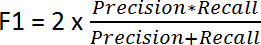 F1 = 2 x Precision*Recall / Precision+Recall